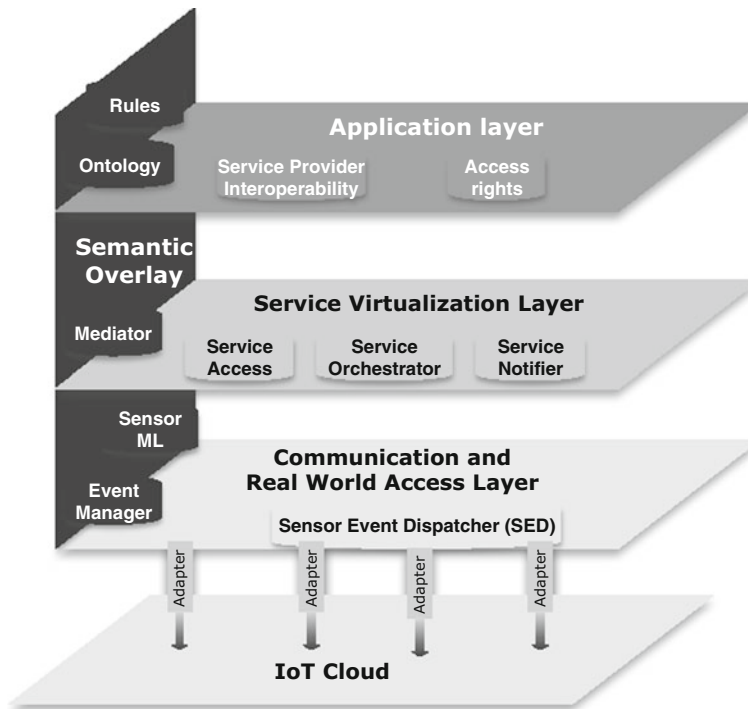 Rules
Application layer
Ontology
Service Provider
Interoperability
Access
rights
Semantic
Overlay
Service Virtualization Layer
Mediator
Service
Access
Service
Orchestrator
Service
Notifier
Sensor
ML
Communication and
Real World Access Layer
Event
Manager
Sensor Event Dispatcher (SED)
Adapter
Adapter
Adapter
Adapter
IoT Cloud